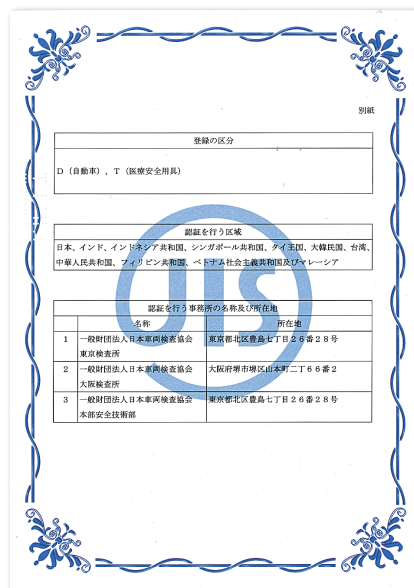 別紙
登録の区分
D（自動車）、T（医療安全用具）
認証を行う区域
日本、インド、インドネシア共和国、シンガポール共和国、タイ王国、大韓民国、台湾、
中華人民共和国、フィリピン共和国、ベトナム社会主義共和国及びマレーシア
認証を行う事務所の名称及び所在地
名称 所在地
1 一般財団法人日本車両検査協会 東京都北区豊島七丁目26番28号
東京検査所
2 一般財団法人日本車両検査協会 大阪府堺市堺区山本町二丁66番2
大阪検査所
3 一般財団法人日本車両検査協会 東京都北区豊島七丁目26番28号
本部安全技術部
JIS